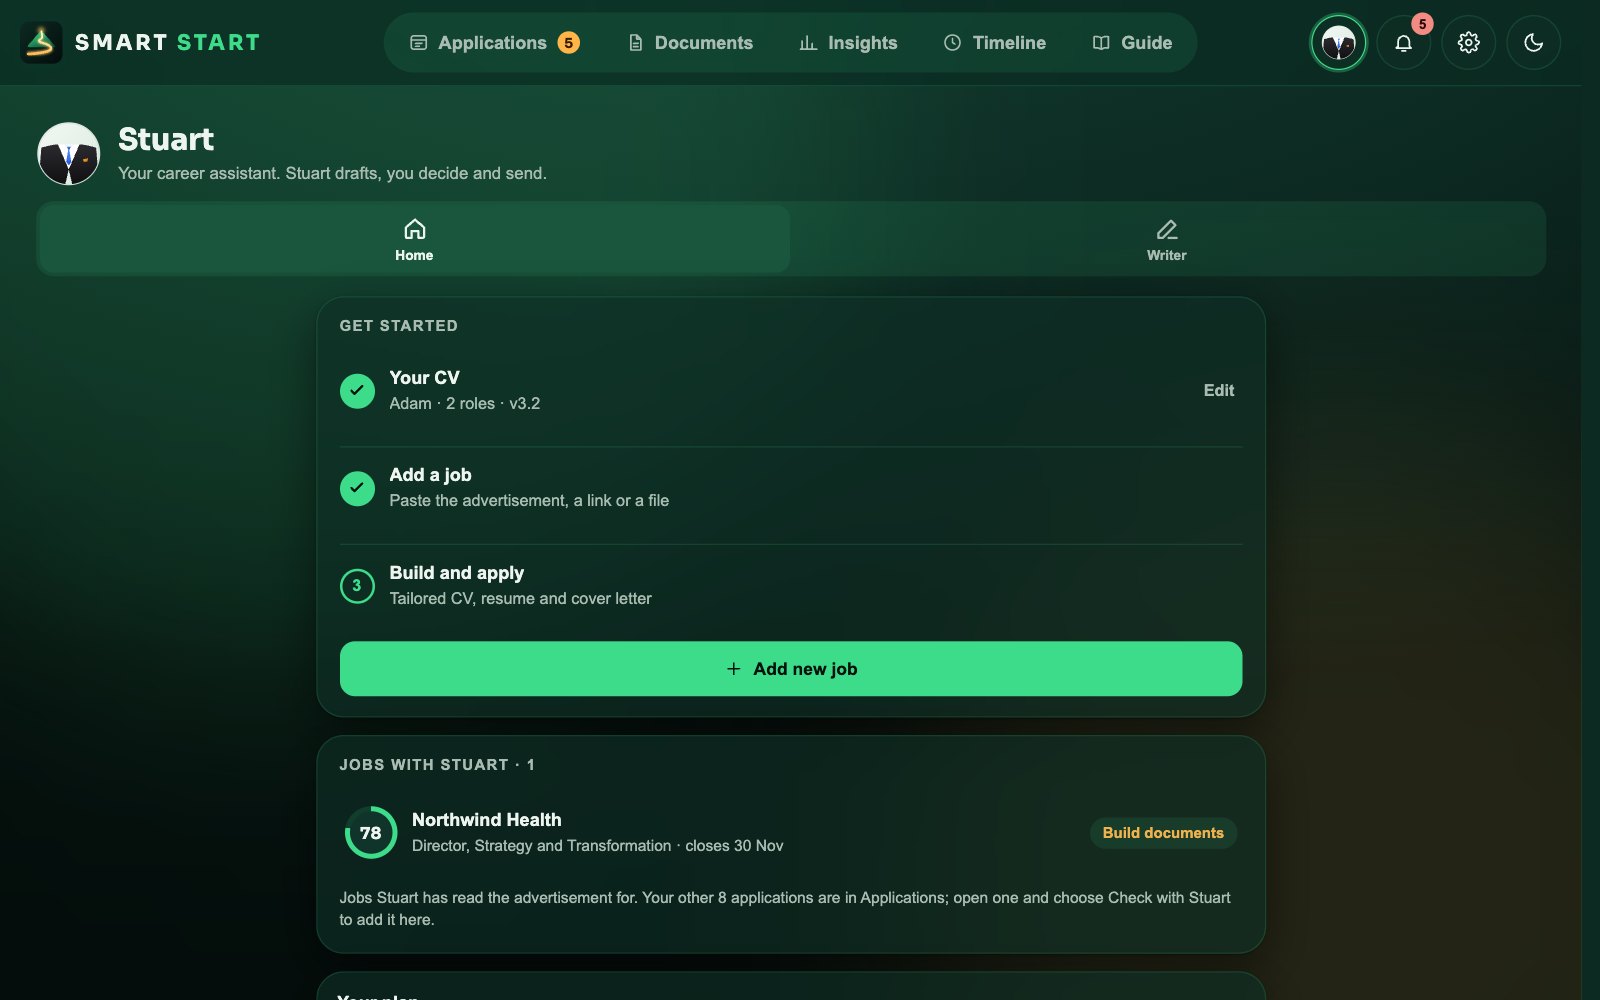 SMART START
Applications 5
Documents
Insights
Timeline
Guide
5
Stuart
Your career assistant. Stuart drafts, you decide and send.
Home
Writer
GET STARTED
Your CV
Adam · 2 roles · v3.2
Edit
Add a job
Paste the advertisement, a link or a file
3
Build and apply
Tailored CV, resume and cover letter
+ Add new job
JOBS WITH STUART · 1
78
Northwind Health
Director, Strategy and Transformation · closes 30 Nov
Build documents
Jobs Stuart has read the advertisement for. Your other 8 applications are in Applications; open one and choose Check with Stuart
to add it here.
Your plan